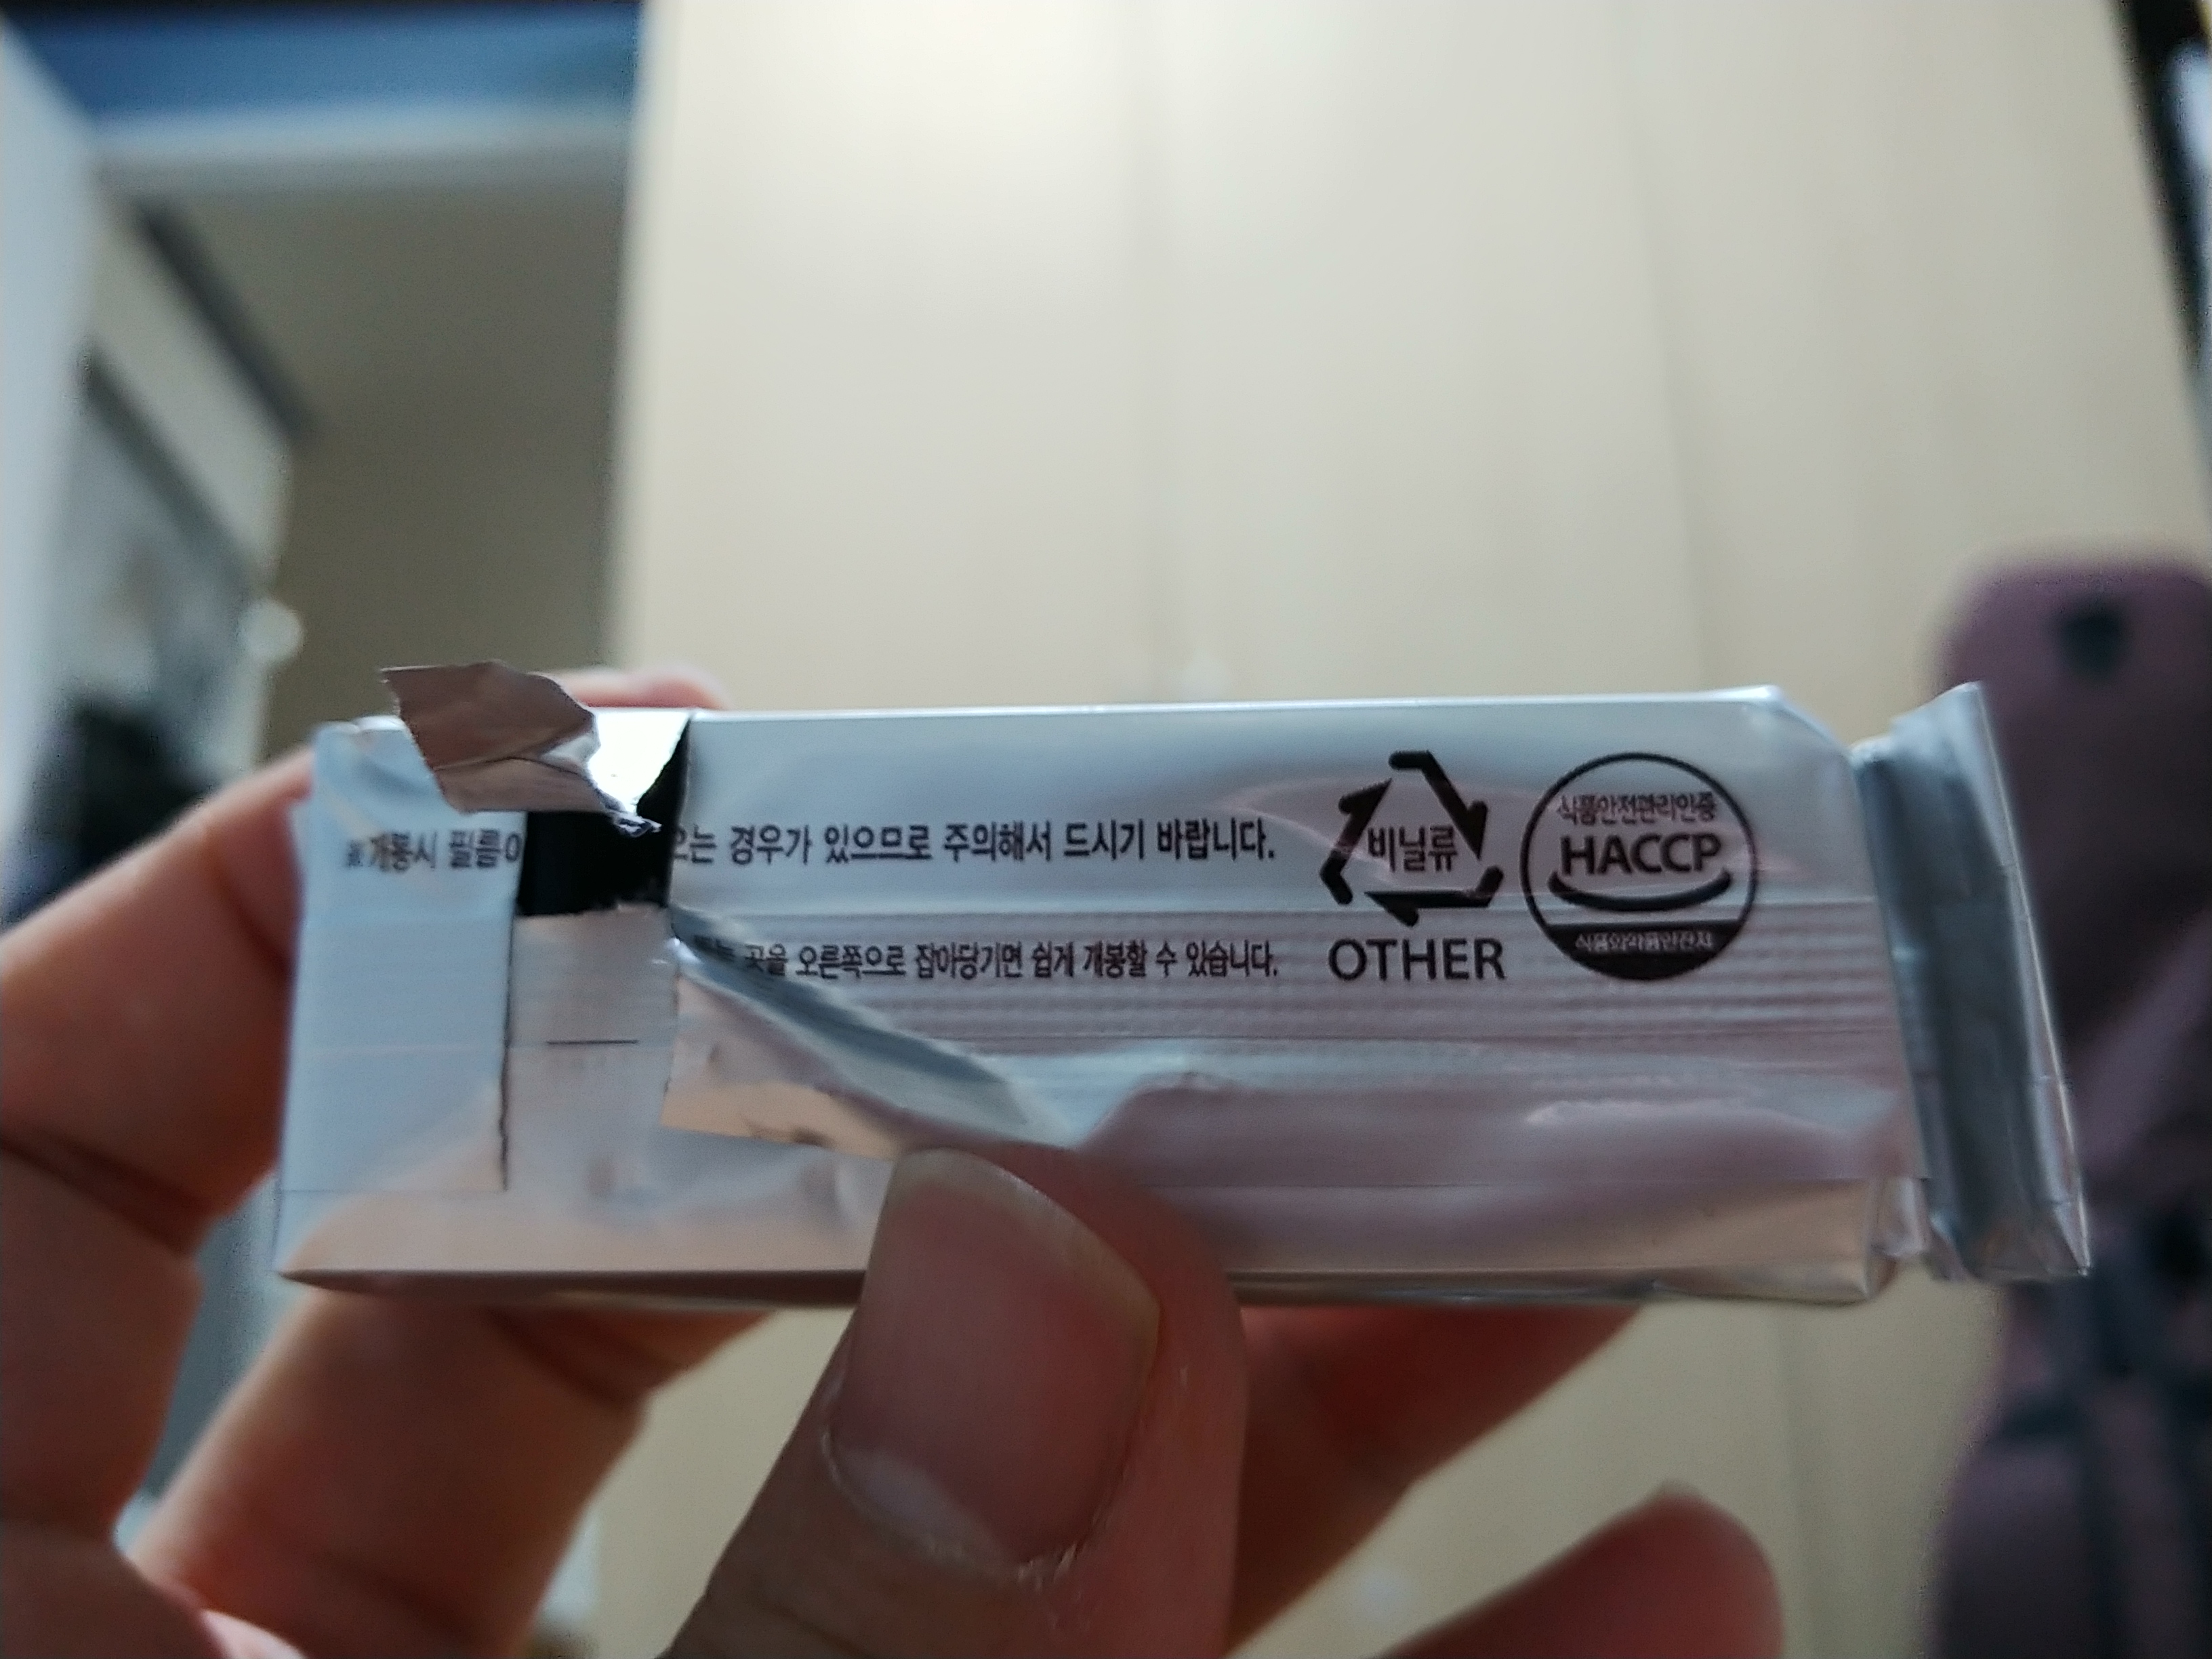 ※개봉시 필름이
오는 경우가 있으므로 주의해서 드시기 바랍니다.
곳을 오른쪽으로 잡아당기면 쉽게 개봉할 수 있습니다.
비닐류
OTHER
식품안전관리인증
HACCP
식품의약품안전처